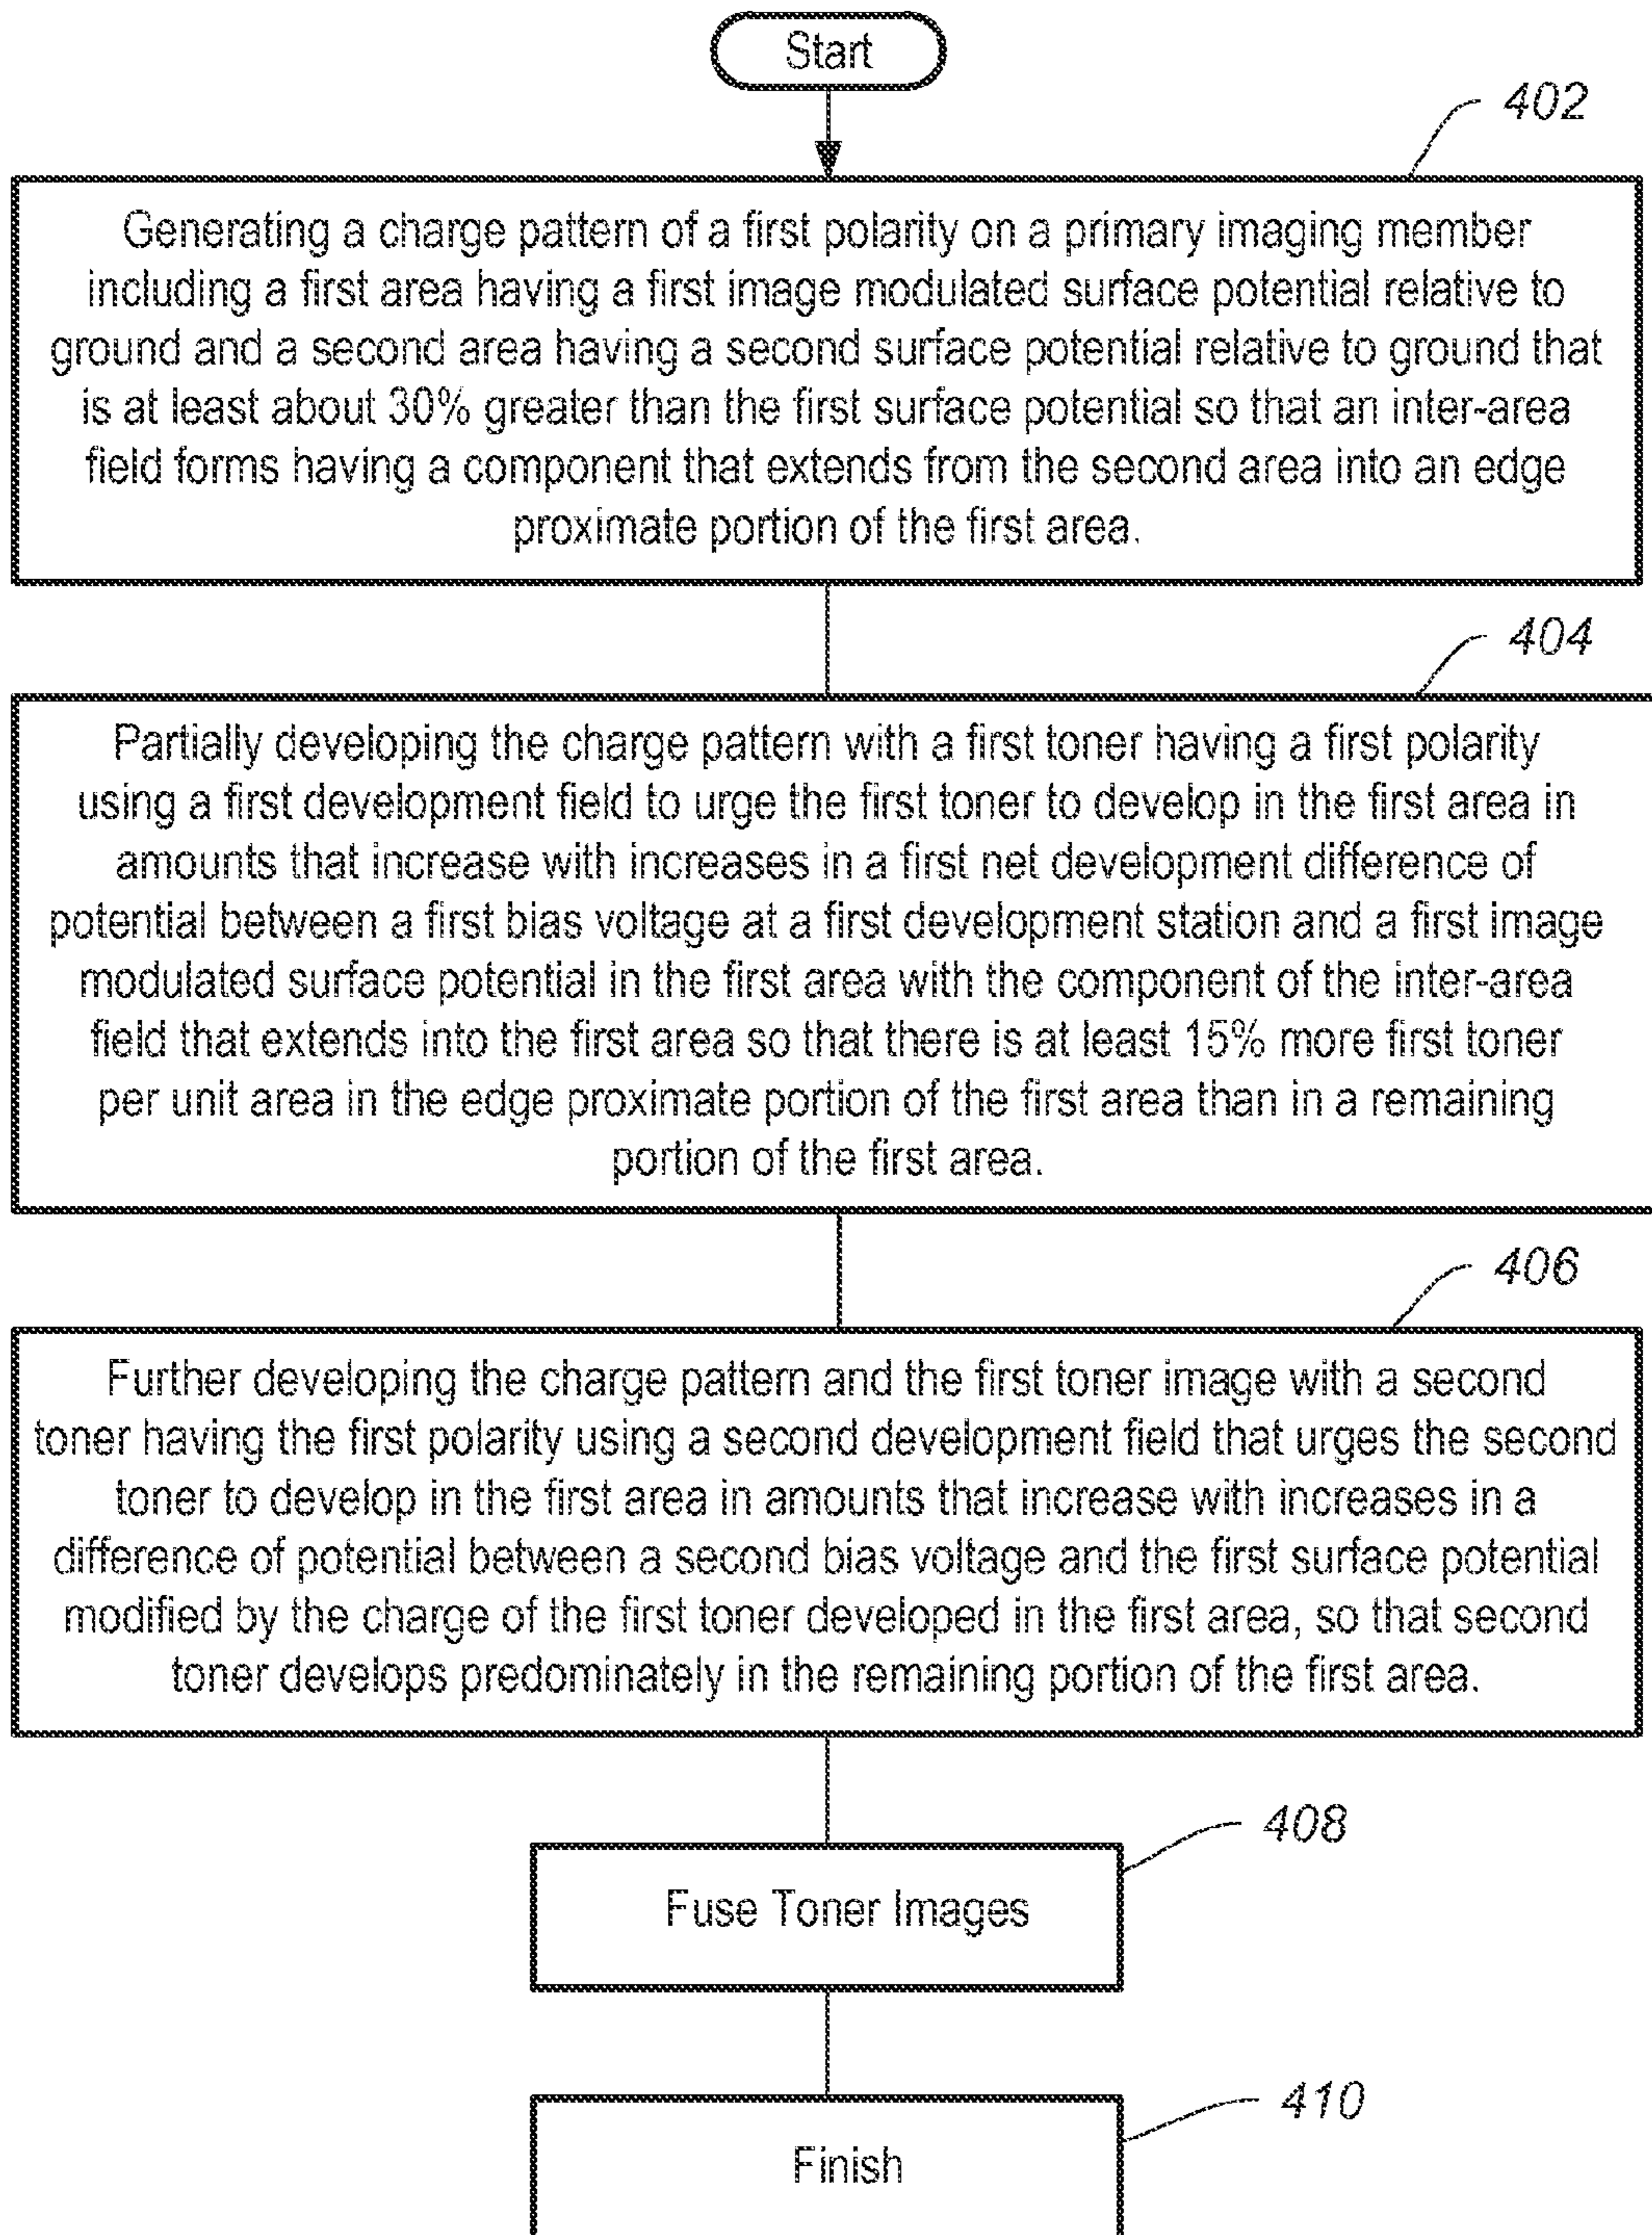 Start
402
Generating a charge pattern of a first polarity on a primary imaging member
including a first area having a first image modulated surface potential relative to
ground and a second area having a second surface potential relative to ground that
is at least about 30% greater than the first surface potential so that an inter-area
field forms having a component that extends from the second area into an edge
proximate portion of the first area.
404
Partially developing the charge pattern with a first toner having a first polarity
using a first development field to urge the first toner to develop in the first area in
amounts that increase with increases in a first net development difference of
potential between a first bias voltage at a first development station and a first image
modulated surface potential in the first area with the component of the inter-area
field that extends into the first area so that there is at least 15% more first toner
per unit area in the edge proximate portion of the first area than in a remaining
portion of the first area.
406
Further developing the charge pattern and the first toner image with a second
toner having the first polarity using a second development field that urges the second
toner to develop in the first area in amounts that increase with increases in a
difference of potential between a second bias voltage and the first surface potential
modified by the charge of the first toner developed in the first area, so that second
toner develops predominately in the remaining portion of the first area.
408
Fuse Toner Images
410
Finish